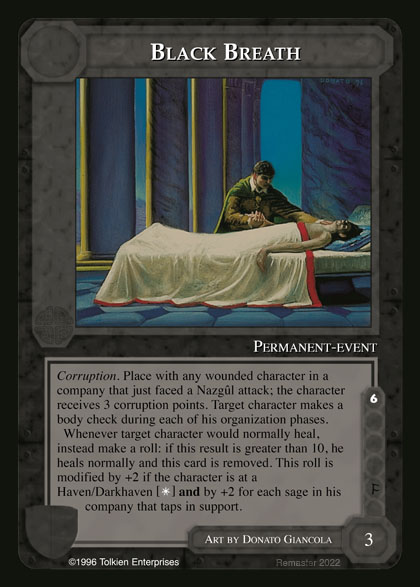 BLACK BREATH
PERMANENT-EVENT
Corruption. Place with any wounded character in a
company that just faced a Nazgûl attack; the character
receives 3 corruption points. Target character makes a
body check during each of his organization phases.
Whenever target character would normally heal,
instead make a roll: if this result is greater than 10, he
heals normally and this card is removed. This roll is
modified by +2 if the character is at a
Haven/Darkhaven [☀] and by +2 for each sage in his
company that taps in support.
6
F
ART BY DONATO GIANCOLA
3
©1996 Tolkien Enterprises
Remaster 2022